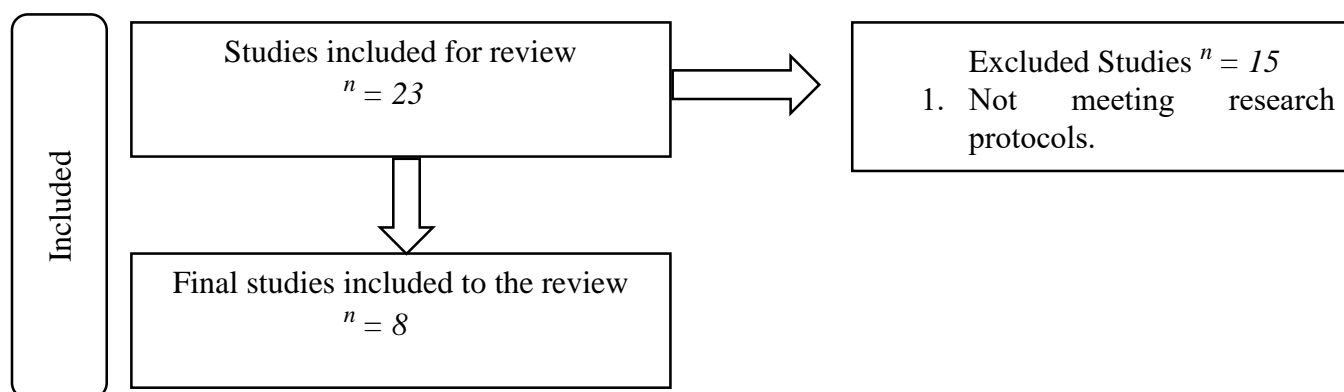 Included
Studies included for review
n = 23
Excluded Studies n = 15
1. Not meeting research
protocols.
Final studies included to the review
n = 8